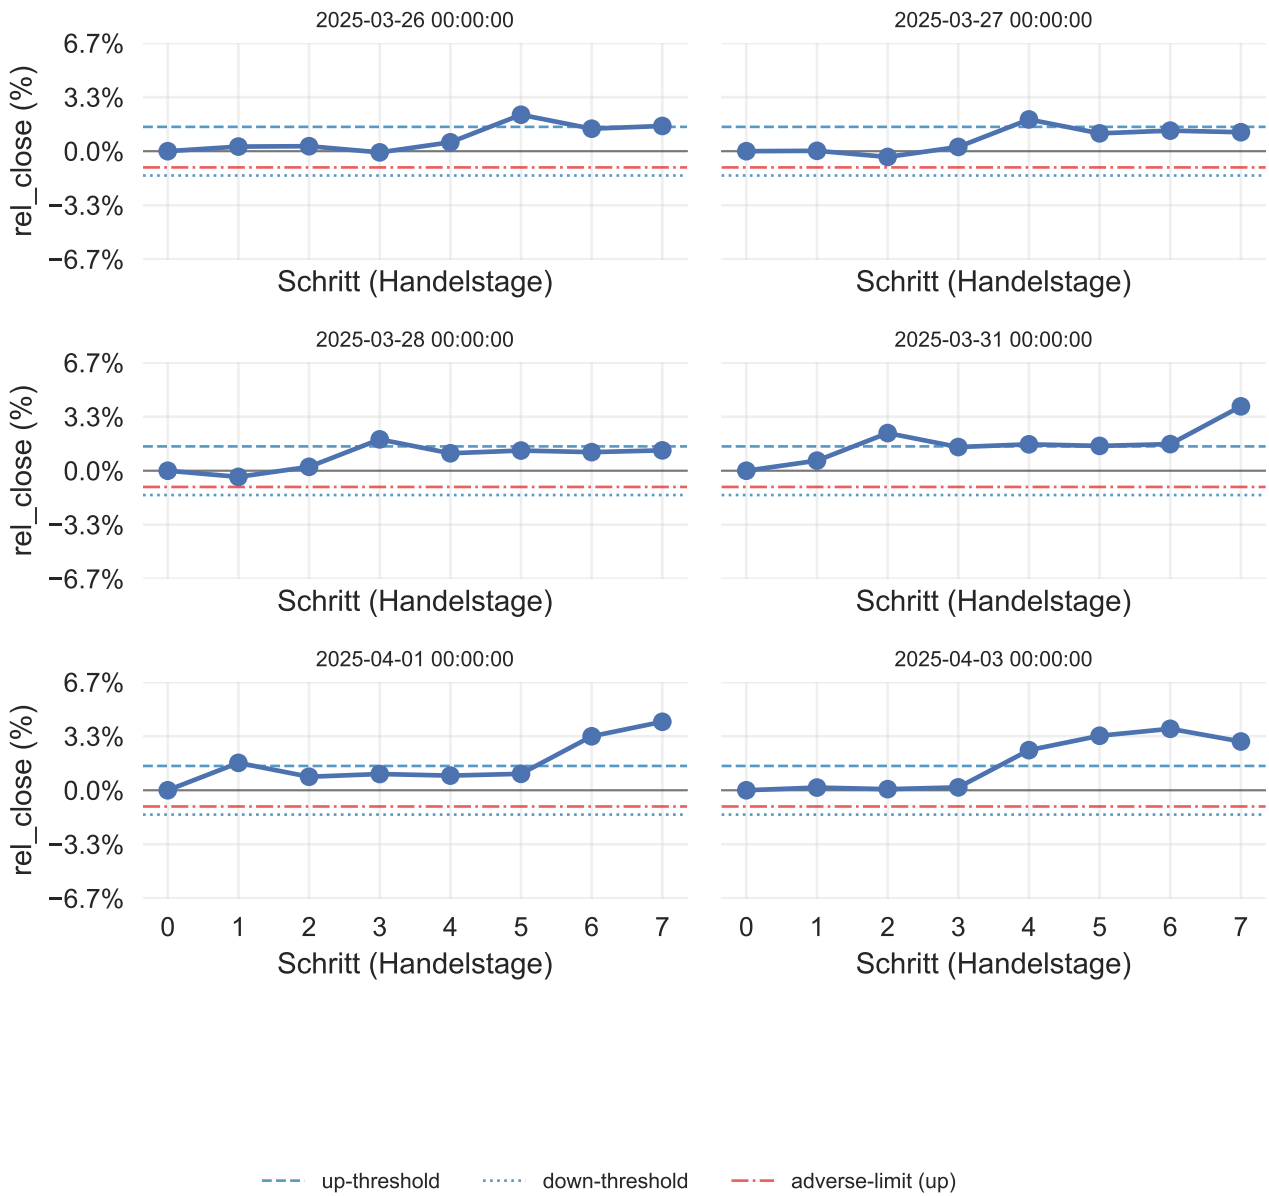 2025-03-26 00:00:00
2025-03-27 00:00:00
6.7%
3.3%
0.0%
−3.3%
−6.7%
rel_close (%)
Schritt (Handelstage)
Schritt (Handelstage)
2025-03-28 00:00:00
2025-03-31 00:00:00
6.7%
3.3%
0.0%
−3.3%
−6.7%
rel_close (%)
Schritt (Handelstage)
Schritt (Handelstage)
2025-04-01 00:00:00
2025-04-03 00:00:00
6.7%
3.3%
0.0%
−3.3%
−6.7%
rel_close (%)
0 1 2 3 4 5 6 7
0 1 2 3 4 5 6 7
Schritt (Handelstage)
Schritt (Handelstage)
up-threshold
down-threshold
adverse-limit (up)